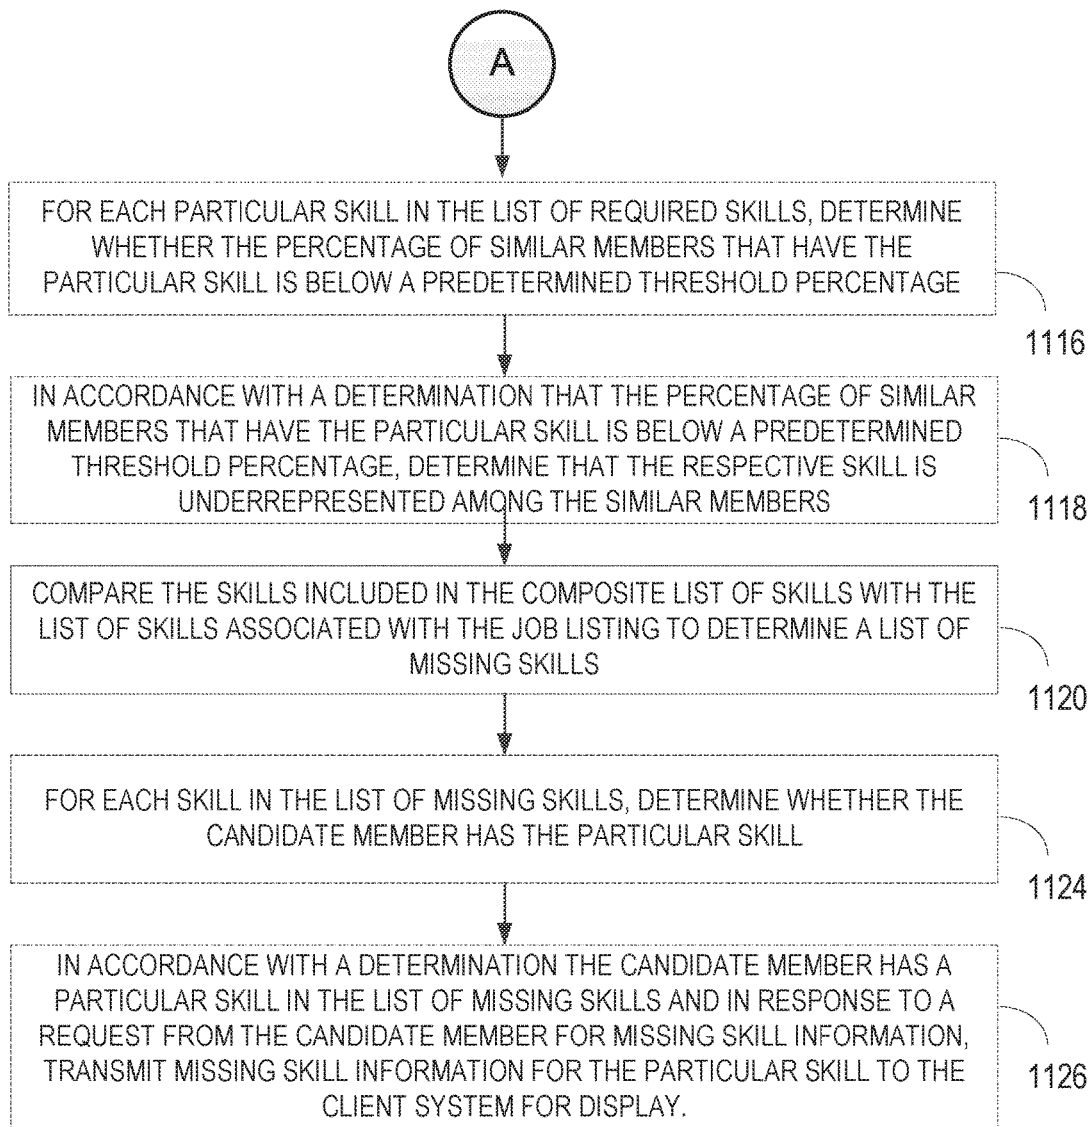 A
FOR EACH PARTICULAR SKILL IN THE LIST OF REQUIRED SKILLS, DETERMINE
WHETHER THE PERCENTAGE OF SIMILAR MEMBERS THAT HAVE THE
PARTICULAR SKILL IS BELOW A PREDETERMINED THRESHOLD PERCENTAGE
1116
IN ACCORDANCE WITH A DETERMINATION THAT THE PERCENTAGE OF SIMILAR
MEMBERS THAT HAVE THE PARTICULAR SKILL IS BELOW A PREDETERMINED
THRESHOLD PERCENTAGE, DETERMINE THAT THE RESPECTIVE SKILL IS
UNDERREPRESENTED AMONG THE SIMILAR MEMBERS
1118
COMPARE THE SKILLS INCLUDED IN THE COMPOSITE LIST OF SKILLS WITH THE
LIST OF SKILLS ASSOCIATED WITH THE JOB LISTING TO DETERMINE A LIST OF
MISSING SKILLS
1120
FOR EACH SKILL IN THE LIST OF MISSING SKILLS, DETERMINE WHETHER THE
CANDIDATE MEMBER HAS THE PARTICULAR SKILL
1124
IN ACCORDANCE WITH A DETERMINATION THE CANDIDATE MEMBER HAS A
PARTICULAR SKILL IN THE LIST OF MISSING SKILLS AND IN RESPONSE TO A
REQUEST FROM THE CANDIDATE MEMBER FOR MISSING SKILL INFORMATION,
TRANSMIT MISSING SKILL INFORMATION FOR THE PARTICULAR SKILL TO THE
CLIENT SYSTEM FOR DISPLAY.
1126